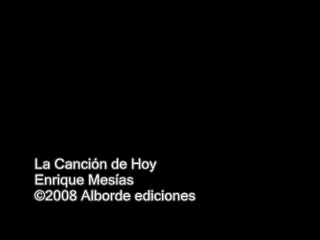 La Canción de Hoy
Enrique Mesías
©2008 Alborde ediciones